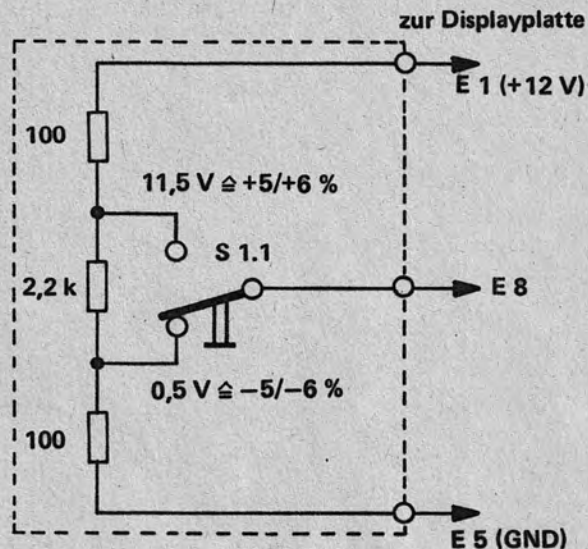 zur Displayplatte
E 1 (+12 V)
100
11,5 V ≙ +5/+6 %
S 1.1
2,2 k
E 8
0,5 V ≙ −5/−6 %
100
E 5 (GND)